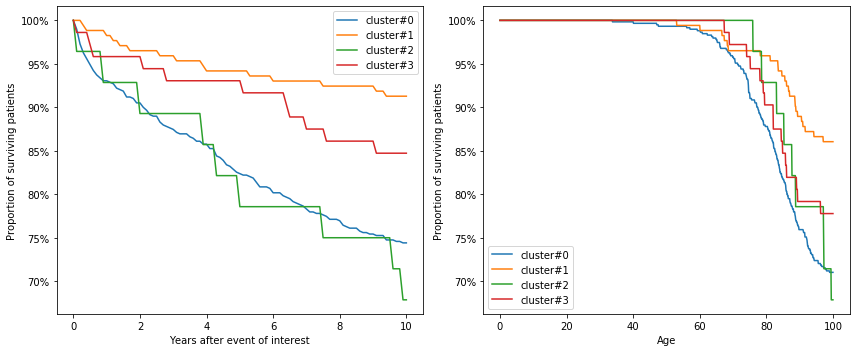 100%
95%
90%
85%
80%
75%
70%
Proportion of surviving patients
0
2
4
6
8
10
Years after event of interest
cluster#0
cluster#1
cluster#2
cluster#3
100%
95%
90%
85%
80%
75%
70%
Proportion of surviving patients
0
20
40
60
80
100
Age
cluster#0
cluster#1
cluster#2
cluster#3